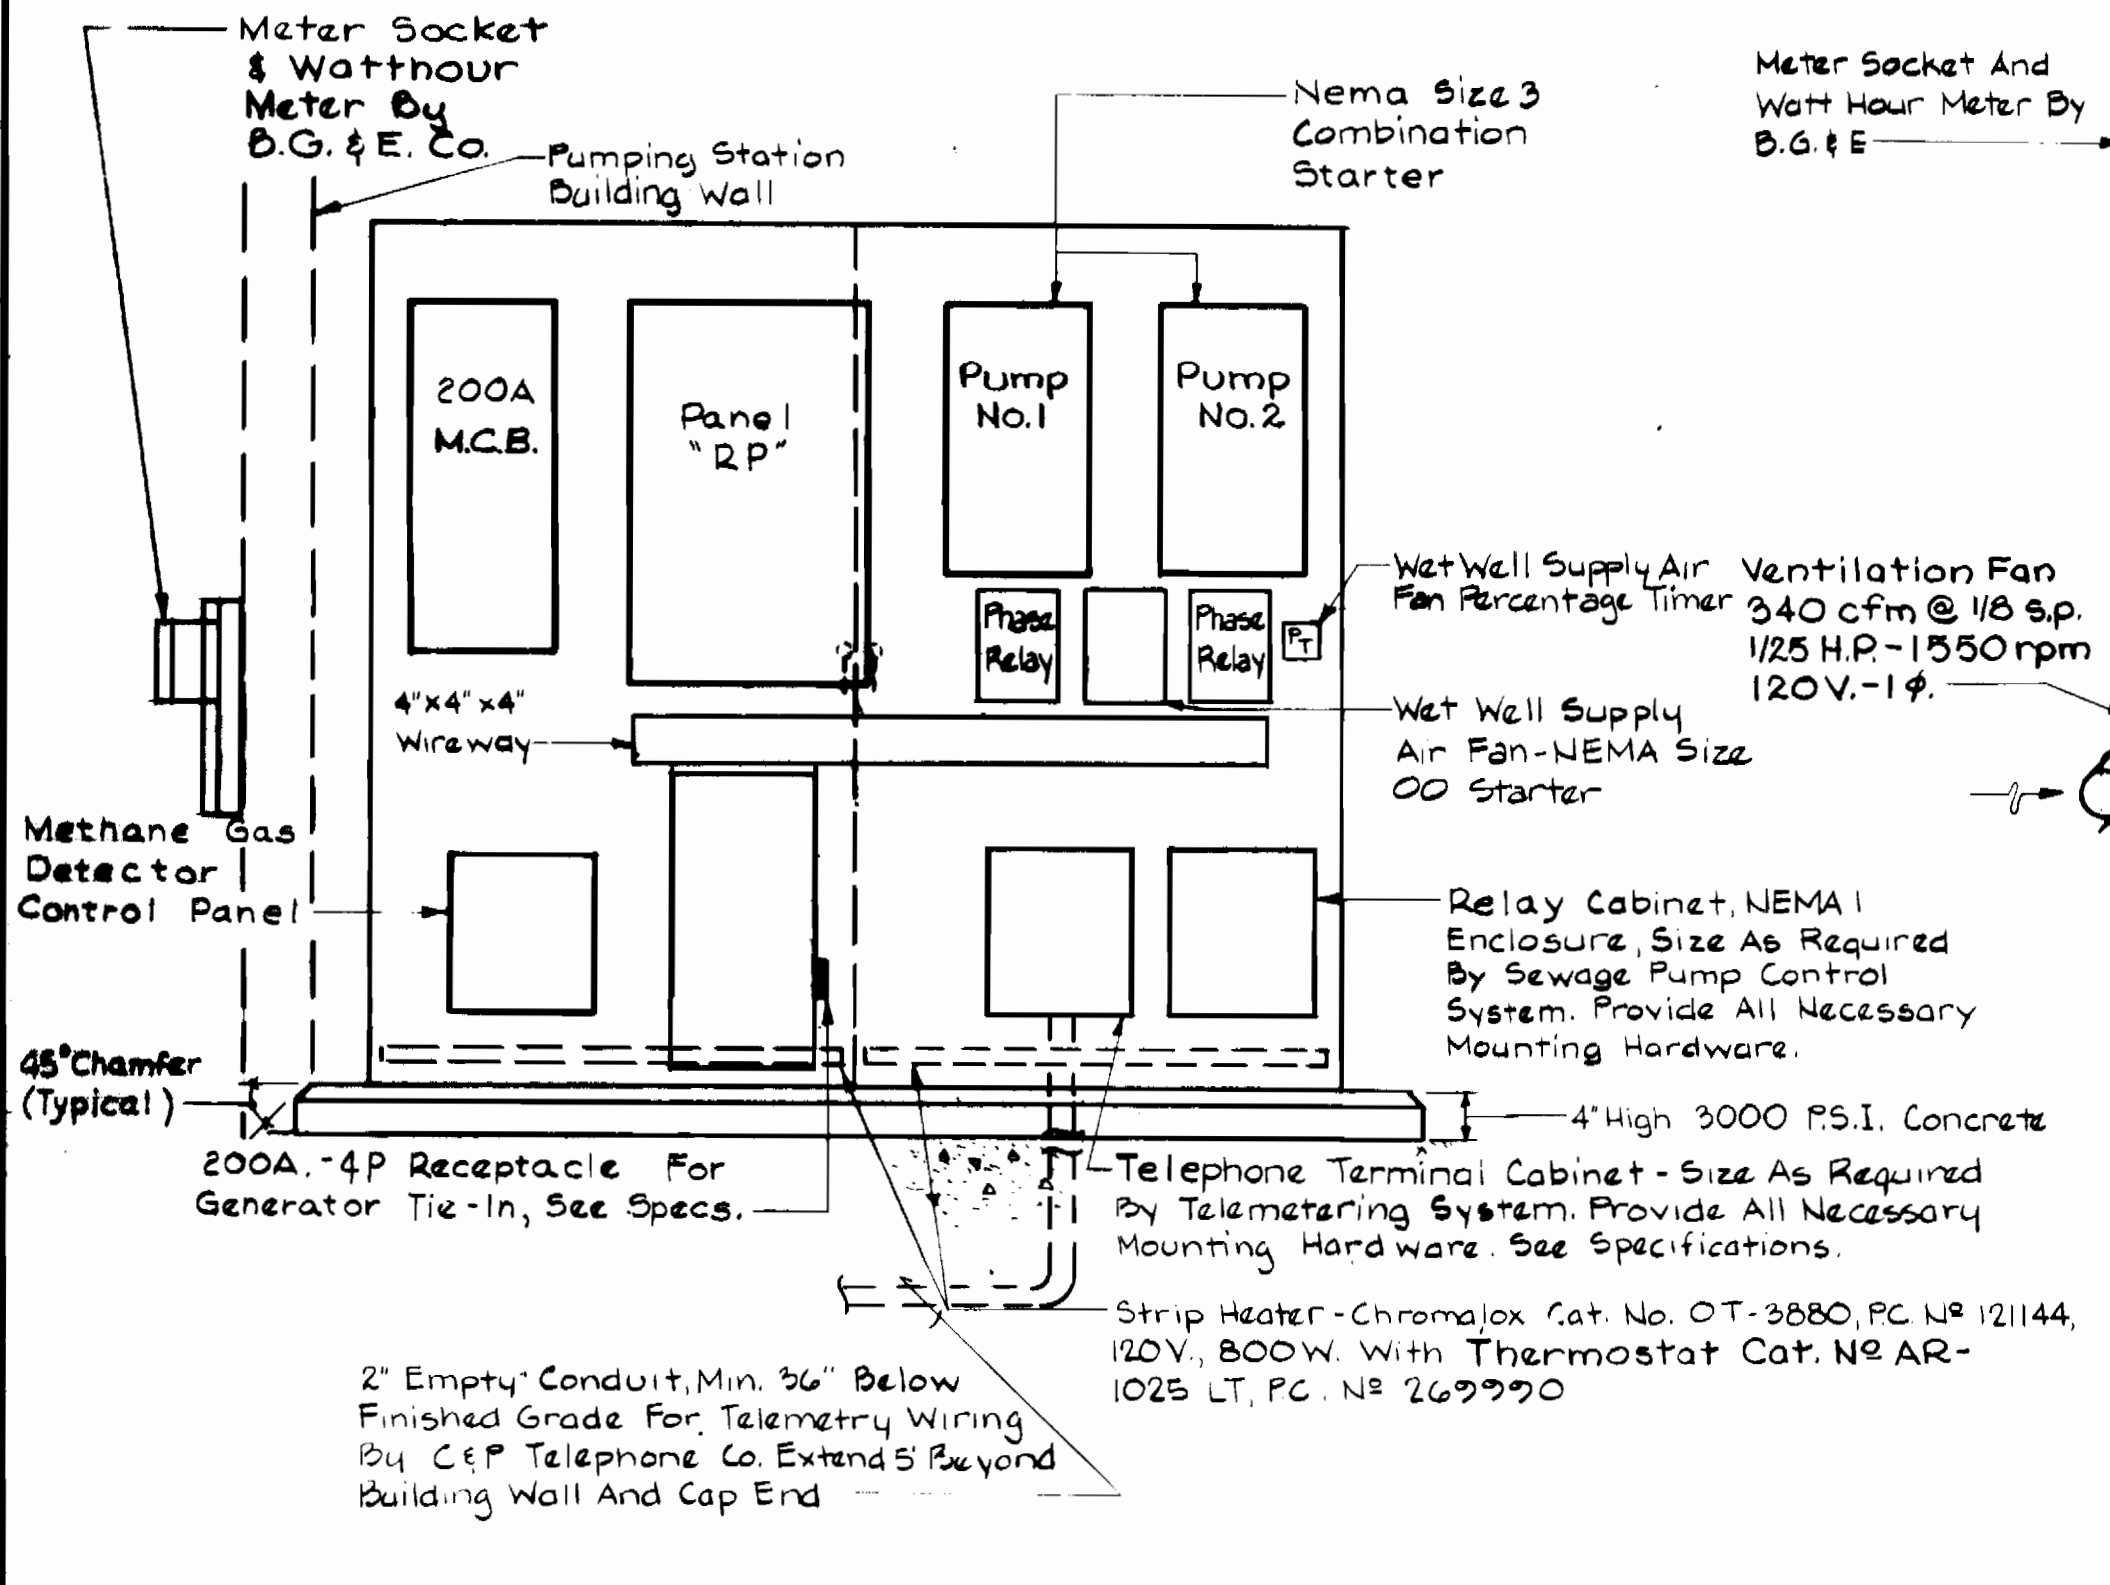 Meter Socket
& Watthour
Meter By
B.G. & E. Co.
Pumping Station
Building Wall
Nema Size 3
Combination
Starter
Meter Socket And
Watt Hour Meter By
B.G. & E
200A
M.C.B.
Panel
"RP"
Pump
No.1
Pump
No.2
Phase
Relay
Phase
Relay
PT
Wet Well Supply Air
Fan Percentage Timer
Ventilation Fan
340 cfm @ 1/8 s.p.
1/25 H.P.-1550 rpm
120V.-1φ.
4"x4"x4"
Wireway
Wet Well Supply
Air Fan-NEMA Size
00 Starter
Methane Gas
Detector
Control Panel
Relay Cabinet, NEMA 1
Enclosure, Size As Required
By Sewage Pump Control
System. Provide All Necessary
Mounting Hardware.
45° Chamfer
(Typical)
4" High 3000 P.S.I. Concrete
200A.-4P Receptacle For
Generator Tie-In, See Specs.
Telephone Terminal Cabinet - Size As Required
By Telemetering System. Provide All Necessary
Mounting Hardware. See Specifications.
Strip Heater-Chromalox Cat. No. OT-3880, P.C. Nº 121144,
120V., 800W. With Thermostat Cat. Nº AR-
1025 LT, P.C. Nº 269990
2" Empty Conduit, Min. 36" Below
Finished Grade For Telemetry Wiring
By C&P Telephone Co. Extend 5' Beyond
Building Wall And Cap End